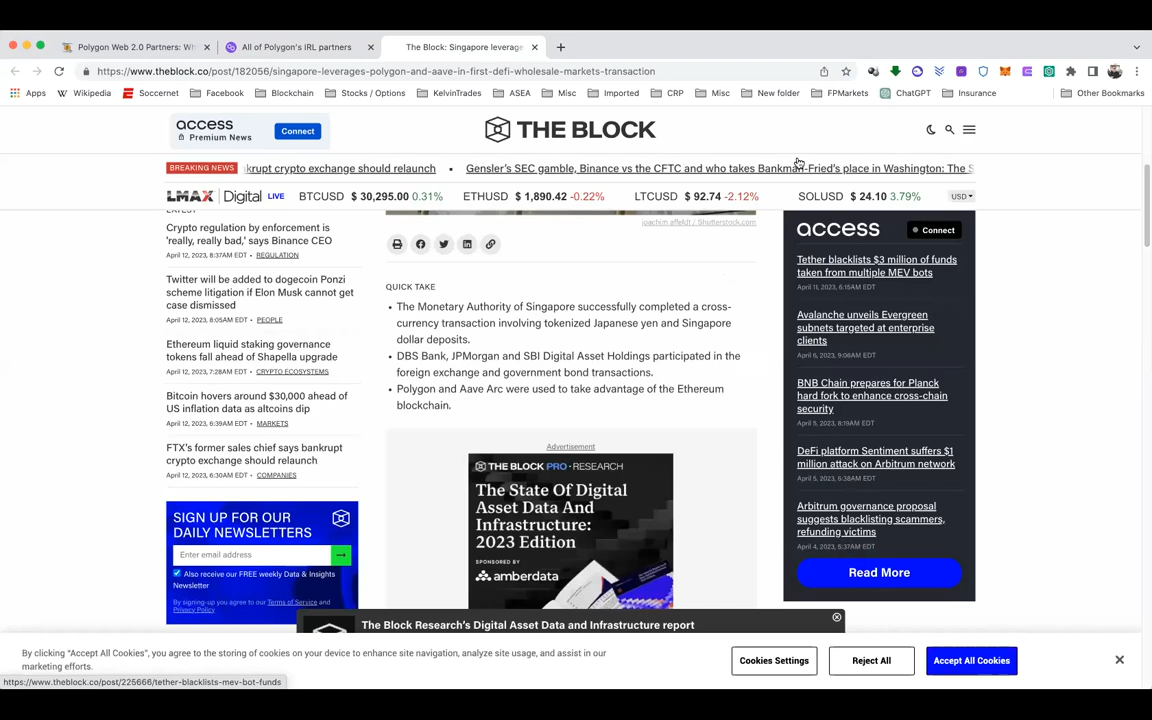 Polygon Web 2.0 Partners: Wh
All of Polygon's IRL partners
The Block: Singapore leverage
https://www.theblock.co/post/182056/singapore-leverages-polygon-and-aave-in-first-defi-wholesale-markets-transaction
Apps
Wikipedia
Soccernet
Facebook
Blockchain
Stocks / Options
KelvinTrades
ASEA
Misc
Imported
CRP
Misc
New folder
FPMarkets
ChatGPT
Insurance
Other Bookmarks
access
Premium News
Connect
THE BLOCK
BREAKING NEWS
krupt crypto exchange should relaunch
Gensler's SEC gamble, Binance vs the CFTC and who takes Bankman-Fried's place in Washington: The S
LMAX Digital LIVE
BTCUSD $ 30,295.00 0.31%
ETHUSD $ 1,890.42 -0.22%
LTCUSD $ 92.74 -2.12%
SOLUSD $ 24.10 3.79%
USD
LATEST
Crypto regulation by enforcement is
'really, really bad,' says Binance CEO
April 12, 2023, 8:37AM EDT • REGULATION
Twitter will be added to dogecoin Ponzi
scheme litigation if Elon Musk cannot get
case dismissed
April 12, 2023, 8:05AM EDT • PEOPLE
Ethereum liquid staking governance
tokens fall ahead of Shapella upgrade
April 12, 2023, 7:28AM EDT • CRYPTO ECOSYSTEMS
Bitcoin hovers around $30,000 ahead of
US inflation data as altcoins dip
April 12, 2023, 6:39AM EDT • MARKETS
FTX's former sales chief says bankrupt
crypto exchange should relaunch
April 12, 2023, 6:30AM EDT • COMPANIES
SIGN UP FOR OUR
DAILY NEWSLETTERS
Enter email address
Also receive our FREE weekly Data & Insights
Newsletter
By signing-up you agree to our Terms of Service and
Privacy Policy
joachim affeldt / Shutterstock.com
QUICK TAKE
• The Monetary Authority of Singapore successfully completed a cross-
currency transaction involving tokenized Japanese yen and Singapore
dollar deposits.
• DBS Bank, JPMorgan and SBI Digital Asset Holdings participated in the
foreign exchange and government bond transactions.
• Polygon and Aave Arc were used to take advantage of the Ethereum
blockchain.
Advertisement
THE BLOCK PRO • RESEARCH
The State Of Digital
Asset Data And
Infrastructure:
2023 Edition
SPONSORED BY
amberdata
access
Connect
Tether blacklists $3 million of funds
taken from multiple MEV bots
April 11, 2023, 6:15AM EDT
Avalanche unveils Evergreen
subnets targeted at enterprise
clients
April 6, 2023, 9:06AM EDT
BNB Chain prepares for Planck
hard fork to enhance cross-chain
security
April 5, 2023, 8:19AM EDT
DeFi platform Sentiment suffers $1
million attack on Arbitrum network
April 5, 2023, 6:38AM EDT
Arbitrum governance proposal
suggests blacklisting scammers,
refunding victims
April 4, 2023, 5:37AM EDT
Read More
The Block Research's Digital Asset Data and Infrastructure report
By clicking "Accept All Cookies", you agree to the storing of cookies on your device to enhance site navigation, analyze site usage, and assist in our
marketing efforts.
Cookies Settings
Reject All
Accept All Cookies
https://www.theblock.co/post/225666/tether-blacklists-mev-bot-funds